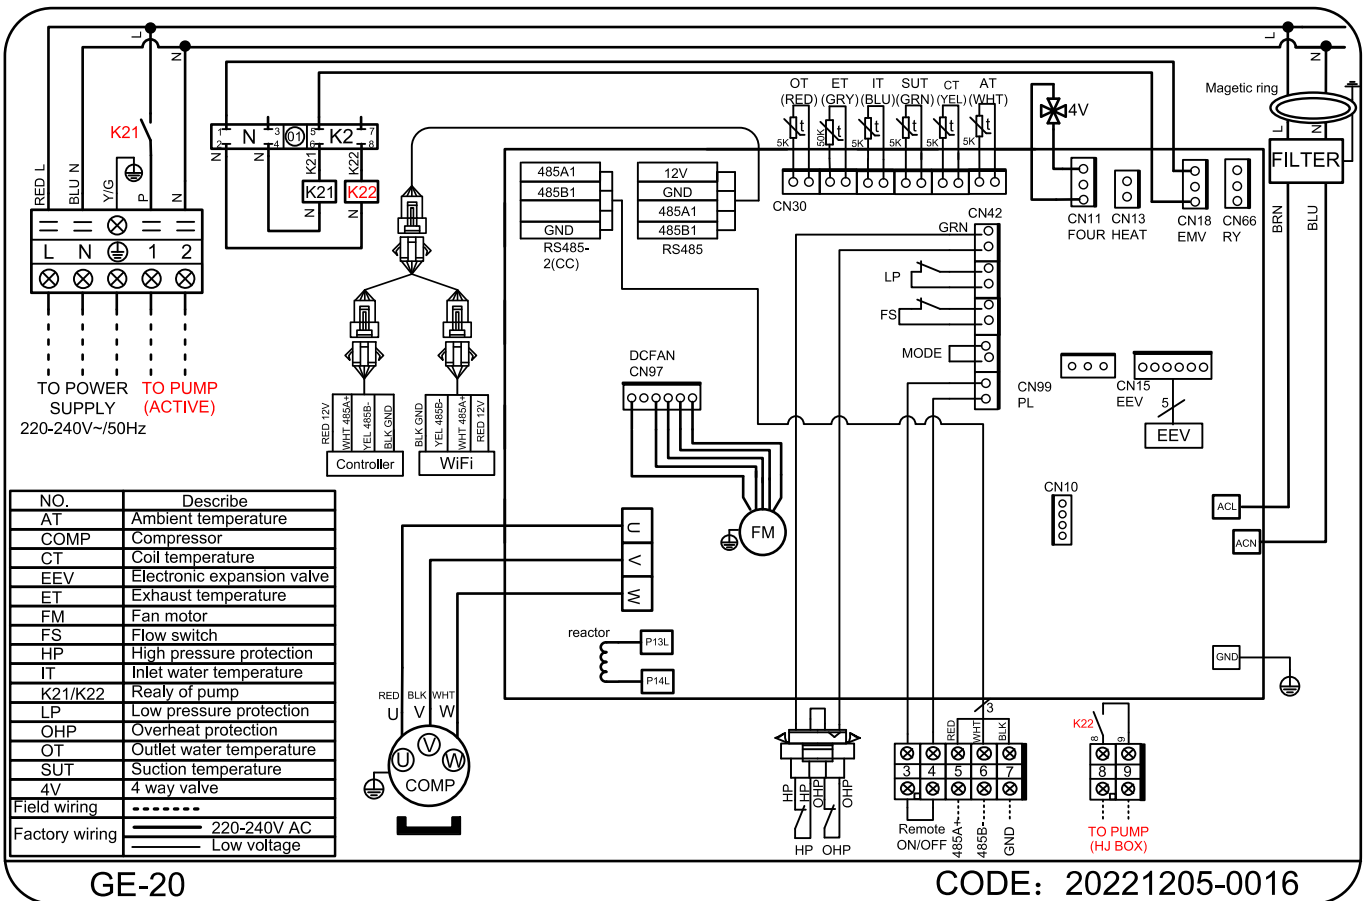 L
N
L
N
Magetic ring
L
N
FILTER
BRN
BLU
K21
RED L
BLU N
Y/G
P
N
L N 1 2
TO POWER
SUPPLY
220-240V~/50Hz
TO PUMP
(ACTIVE)
1 3 5 7
N 01 K2
2 4 6 8
N
N
K21
K22
K21
K22
N
N
OT
(RED)
ET
(GRY)
IT
(BLU)
SUT
(GRN)
CT
(YEL)
AT
(WHT)
t t t t t t
5K
50K
5K
5K
5K
5K
CN30
4V
CN11
FOUR
CN13
HEAT
CN18
EMV
CN66
RY
485A1
485B1
GND
RS485-
2(CC)
12V
GND
485A1
485B1
RS485
CN42
GRN
LP
FS
MODE
CN99
PL
CN15
EEV
5
EEV
DCFAN
CN97
FM
CN10
ACL
ACN
GND
RED 12V
WHT 485A+
YEL 485B-
BLK GND
Controller
BLK GND
YEL 485B-
WHT 485A+
RED 12V
WiFi
U
V
W
reactor
P13L
P14L
RED BLK WHT
U V W
U V W
COMP
HP
HP
OHP
OHP
HP OHP
3
RED
WHT
BLK
3 4 5 6 7
Remote
ON/OFF
485A+
485B-
GND
K22
8
9
8 9
TO PUMP
(HJ BOX)
NO. Describe
AT Ambient temperature
COMP Compressor
CT Coil temperature
EEV Electronic expansion valve
ET Exhaust temperature
FM Fan motor
FS Flow switch
HP High pressure protection
IT Inlet water temperature
K21/K22 Realy of pump
LP Low pressure protection
OHP Overheat protection
OT Outlet water temperature
SUT Suction temperature
4V 4 way valve
Field wiring
Factory wiring 220-240V AC
Low voltage
GE-20
CODE：20221205-0016